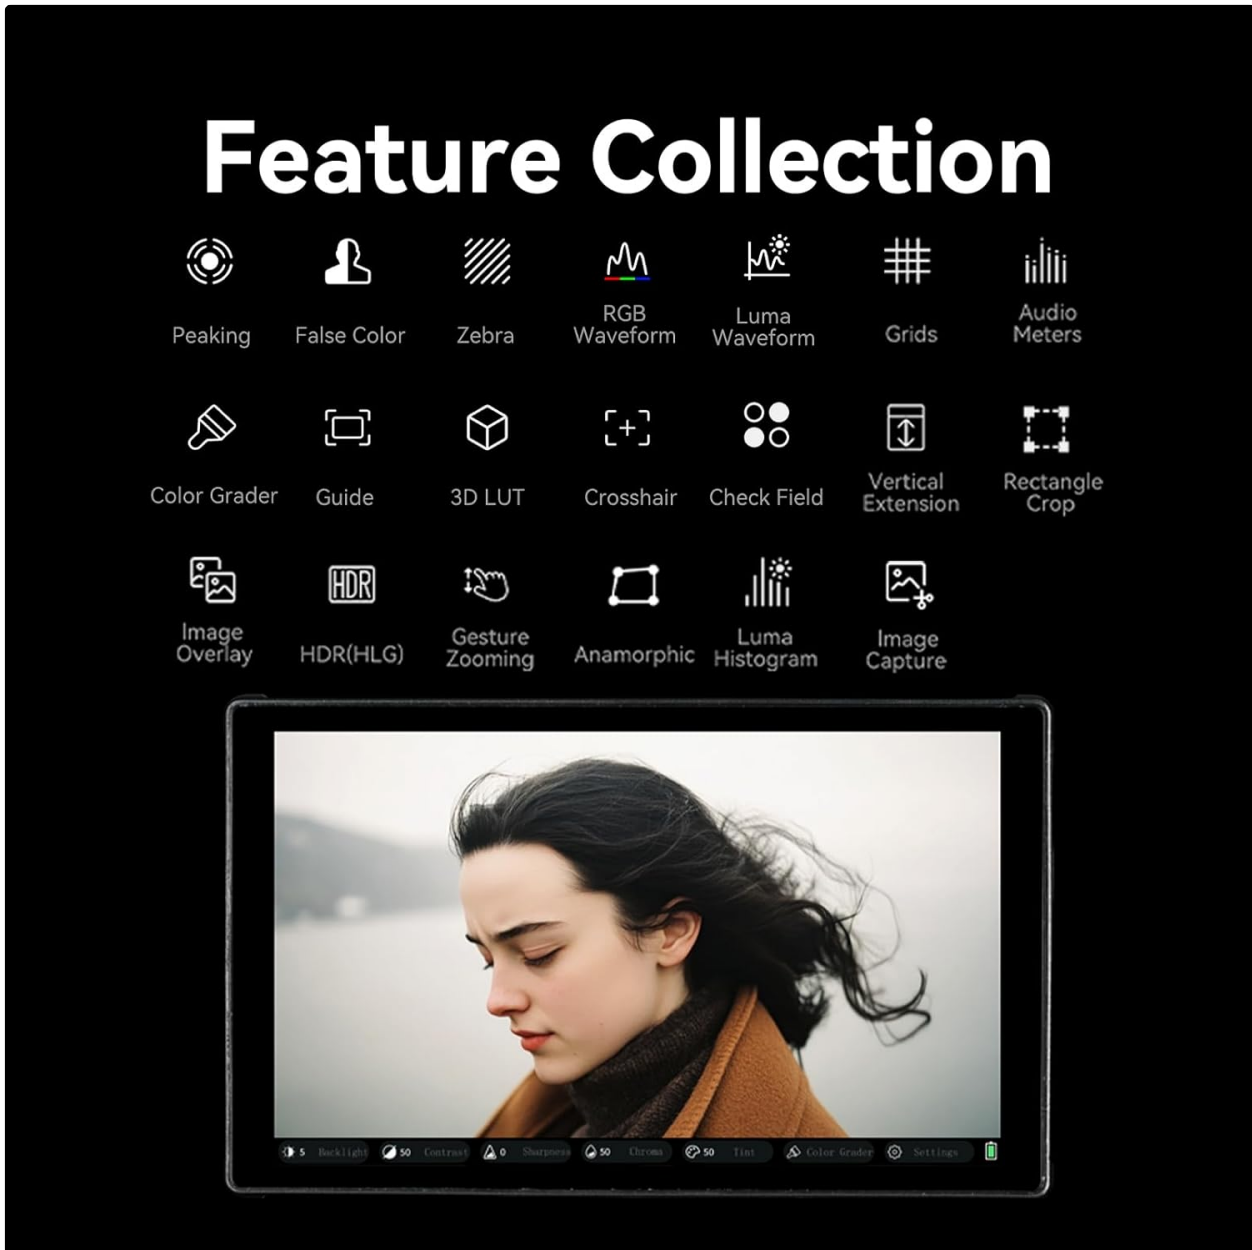 Feature Collection
Peaking
False Color
Zebra
RGB
Waveform
Luma
Waveform
Grids
Audio
Meters
Color Grader
Guide
3D LUT
Crosshair
Check Field
Vertical
Extension
Rectangle
Crop
Image
Overlay
HDR
HDR(HLG)
Gesture
Zooming
Anamorphic
Luma
Histogram
Image
Capture
5 Backlight 50 Contrast 0 Sharpness 50 Chroma 50 Tint Color Grader Settings